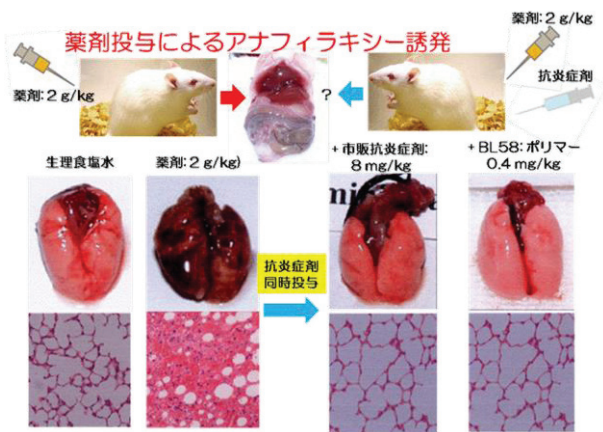 薬剤投与によるアナフィラキシー誘発
薬剤: 2 g/kg
薬剤: 2 g/kg
抗炎症剤
?
生理食塩水
薬剤: 2 g/kg)
+ 市販抗炎症剤:
8 mg/kg
+ BL58: ポリマー
0.4 mg/kg
抗炎症剤
同時投与